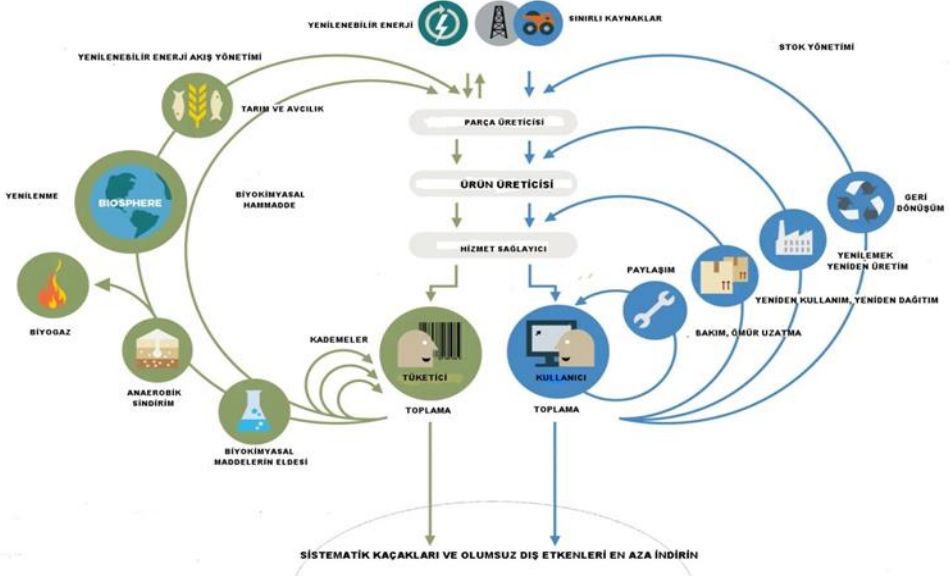 YENİLENEBİLİR ENERJİ
SINIRLI KAYNAKLAR
STOK YÖNETİMİ
YENİLENEBİLİR ENERJİ AKIŞ YÖNETİMİ
TARIM VE AVCILIK
PARÇA ÜRETİCİSİ
ÜRÜN ÜRETİCİSİ
YENİLENME
BIOSPHERE
BİYOKİMYASAL
HAMMADDE
GERİ
DÖNÜŞÜM
HİZMET SAĞLAYICI
YENİLEMEK
YENİDEN ÜRETİM
PAYLAŞIM
YENİDEN KULLANIM, YENİDEN DAĞITIM
BİYOGAZ
BAKIM, ÖMÜR UZATMA
KADEMELER
TÜKETİCİ
KULLANICI
ANAEROBİK
SİNDİRİM
TOPLAMA
TOPLAMA
BİYOKİMYASAL
MADDELERİN ELDESİ
SİSTEMATİK KAÇAKLARI VE OLUMSUZ DIŞ ETKENLERİ EN AZA İNDİRİN